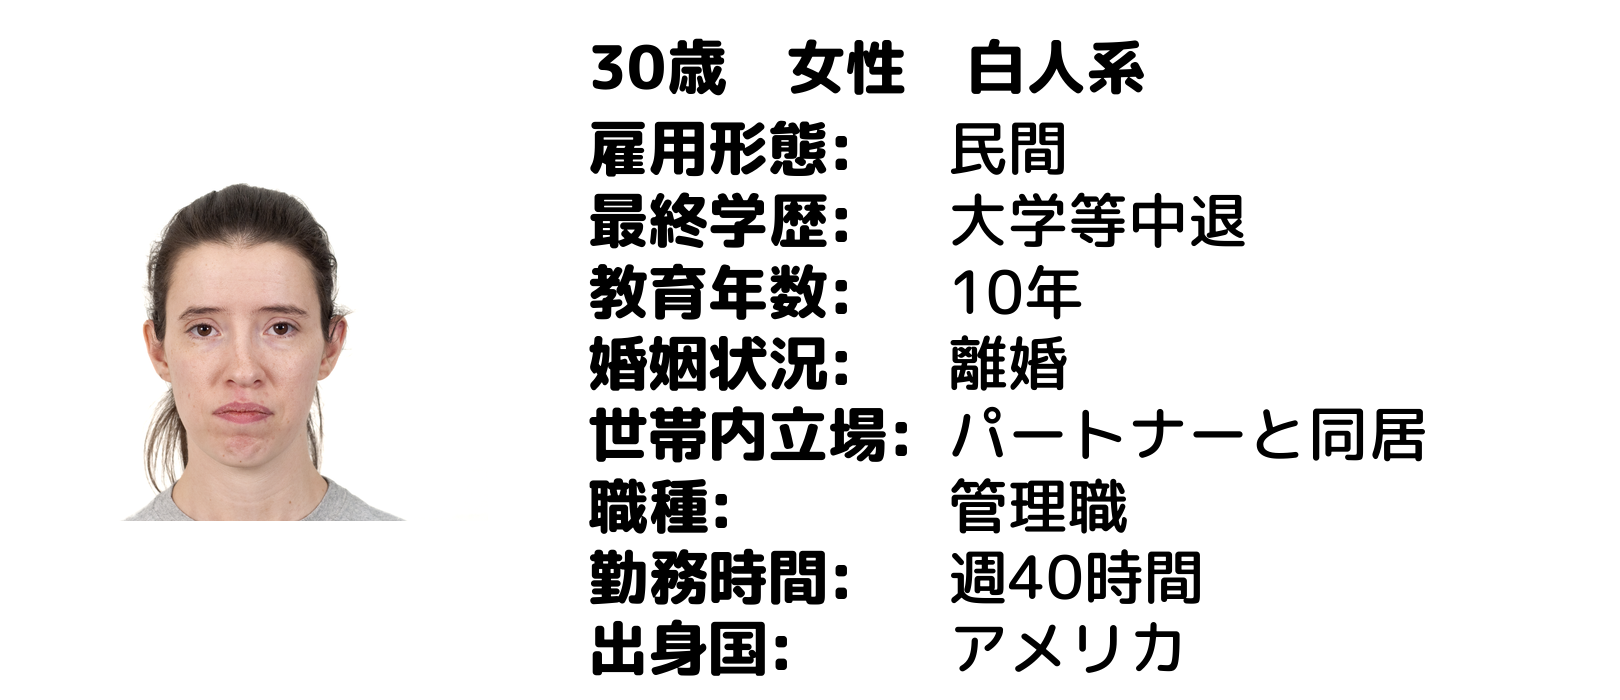 30歳　女性　白人系
雇用形態:　民間
最終学歴:　大学等中退
教育年数:　10年
婚姻状況:　離婚
世帯内立場:　パートナーと同居
職種:　管理職
勤務時間:　週40時間
出身国:　アメリカ